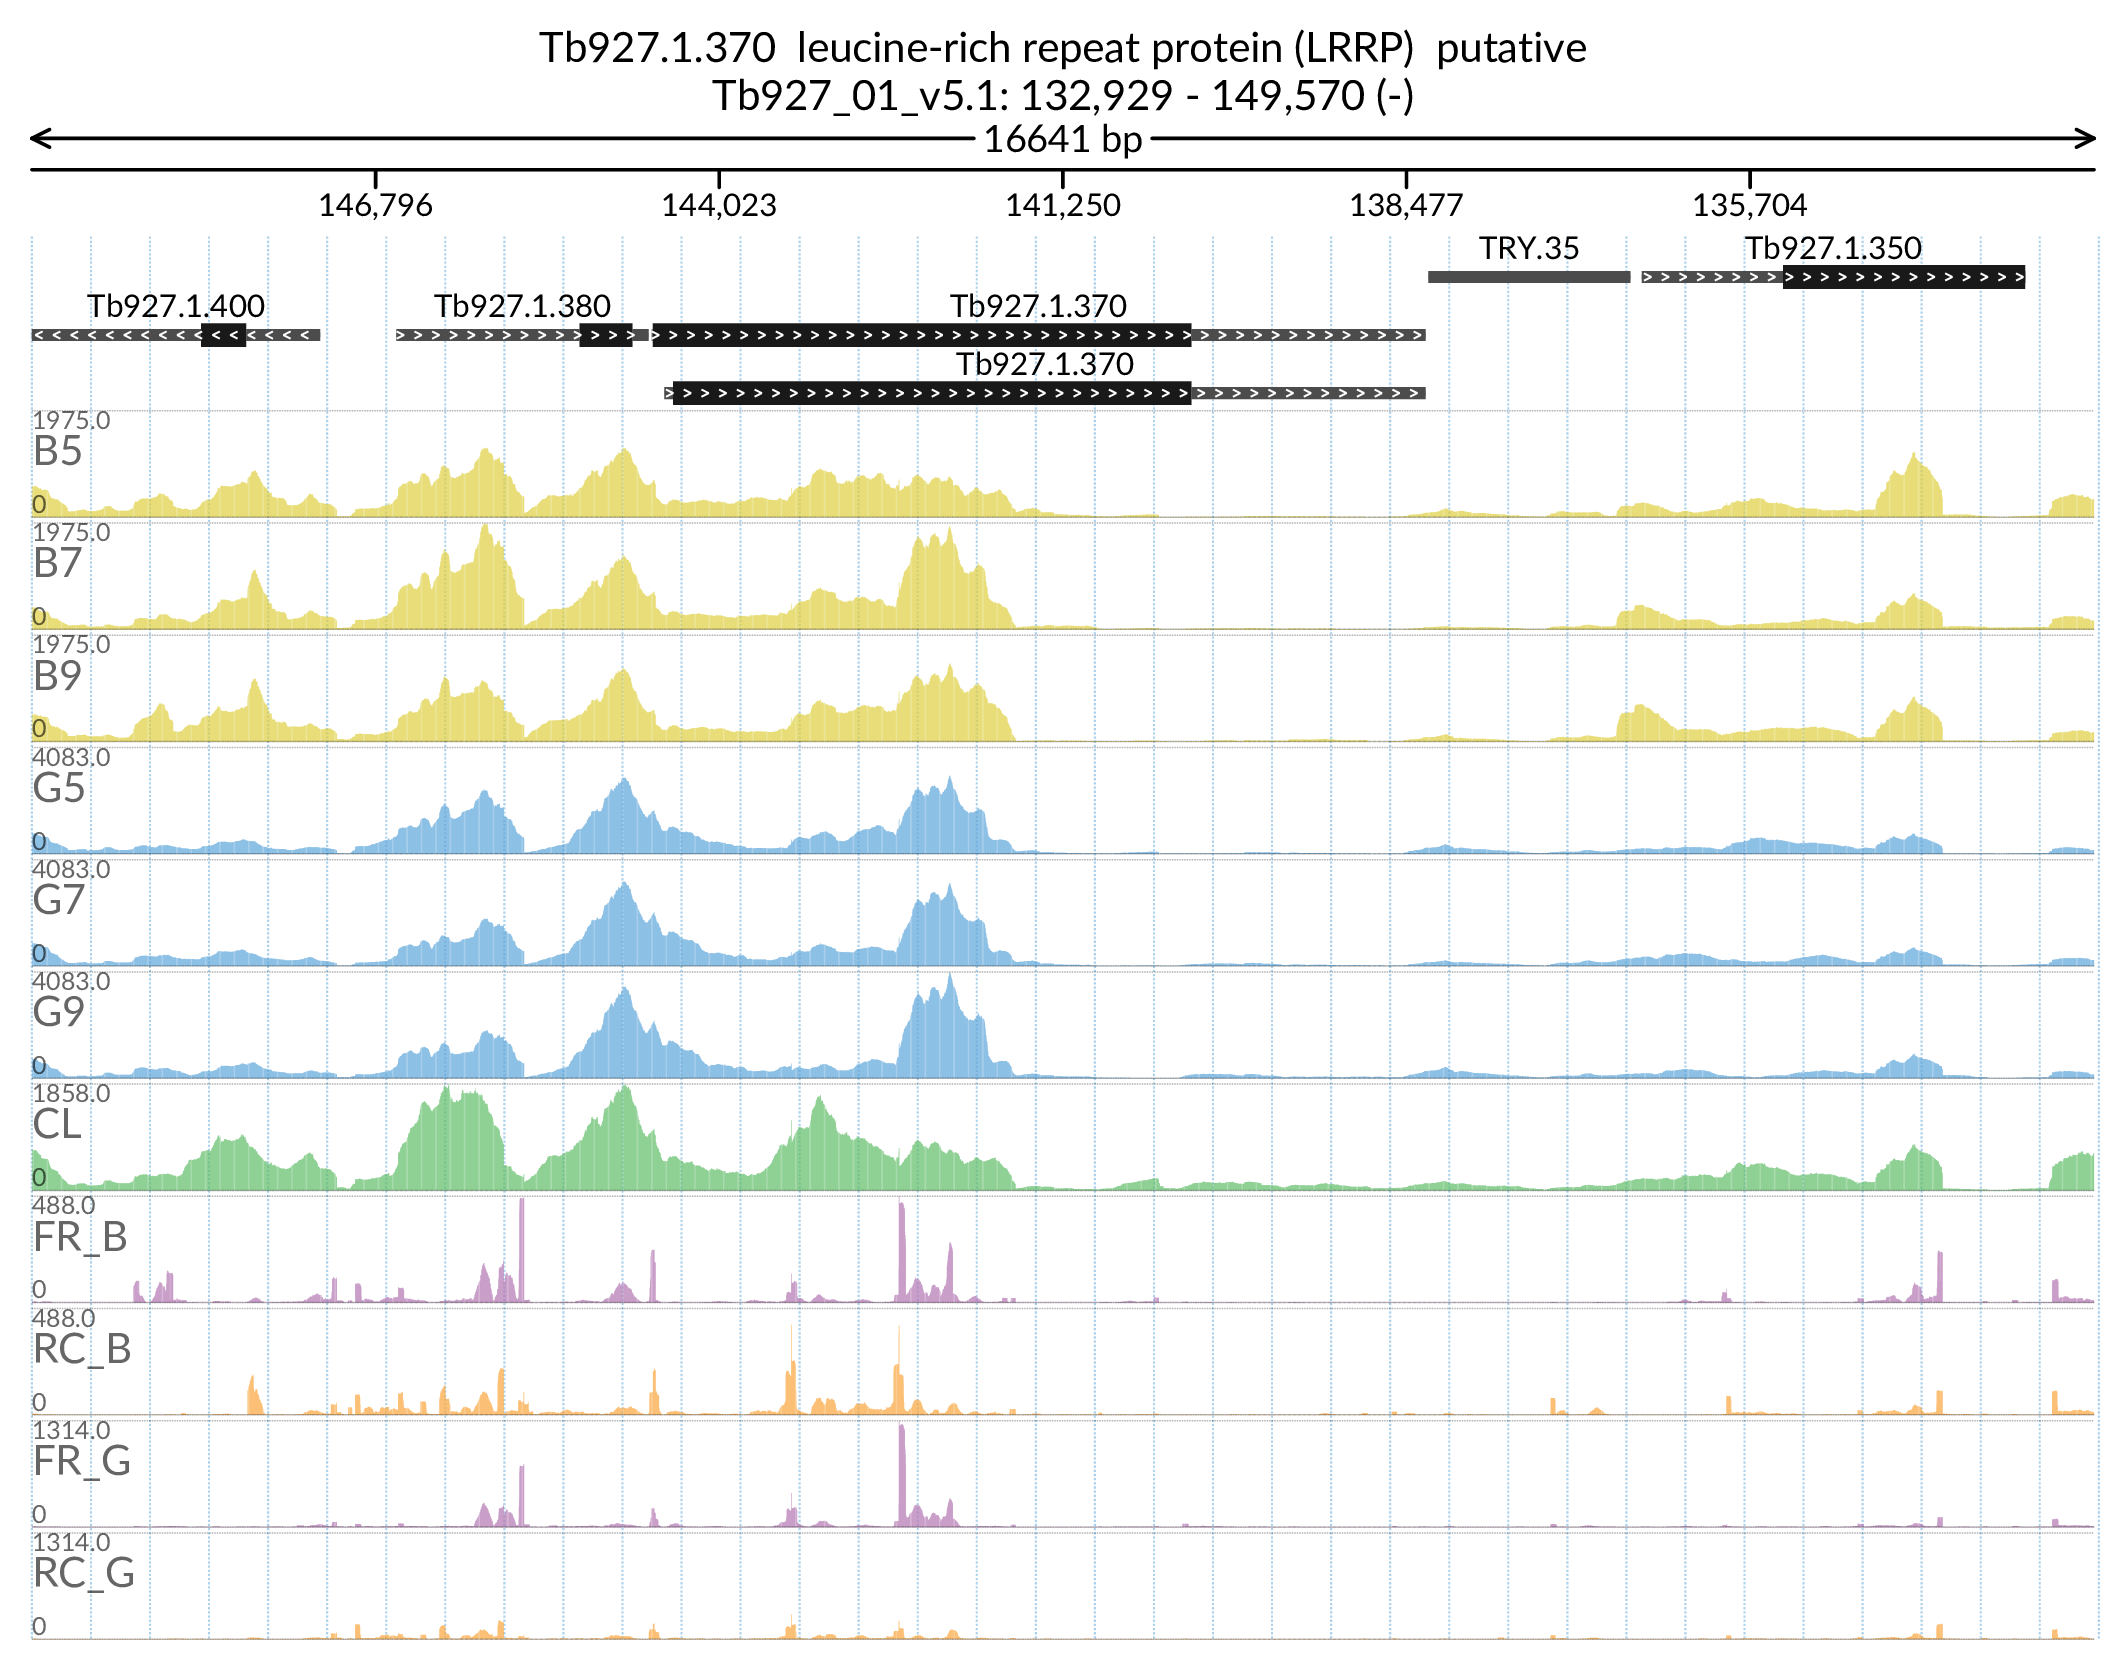 Tb927.1.370  leucine-rich repeat protein (LRRP)  putative
Tb927_01_v5.1: 132,929 - 149,570 (-)
16641 bp
146,796 144,023 141,250 138,477 135,704
TRY.35 Tb927.1.350
Tb927.1.400 Tb927.1.380 Tb927.1.370
Tb927.1.370
1975.0
B5
0
1975.0
B7
0
1975.0
B9
0
4083.0
G5
0
4083.0
G7
0
4083.0
G9
0
1858.0
CL
0
488.0
FR_B
0
488.0
RC_B
0
1314.0
FR_G
0
1314.0
RC_G
0